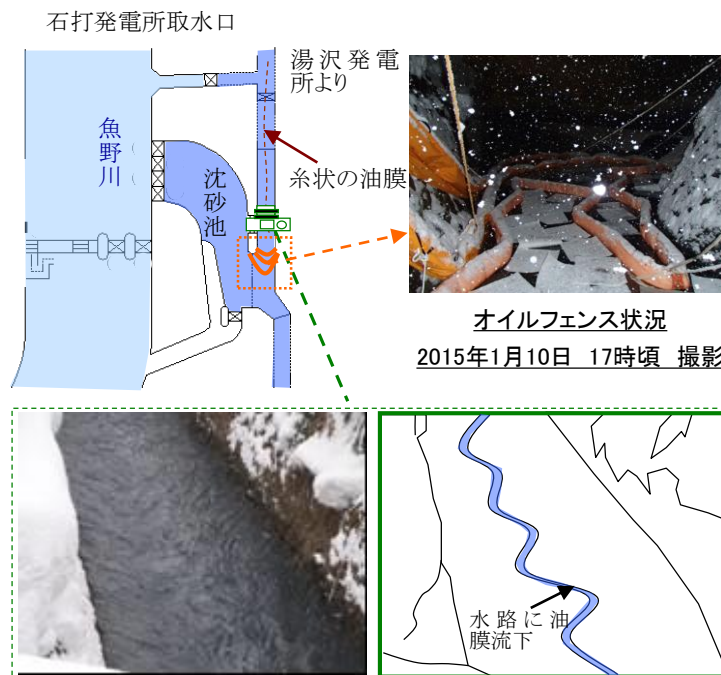 石打発電所取水口
湯沢発電
所より
魚野川
沈砂池
糸状の油膜
オイルフェンス状況
2015年1月10日 17時頃 撮影
水路に油
膜流下